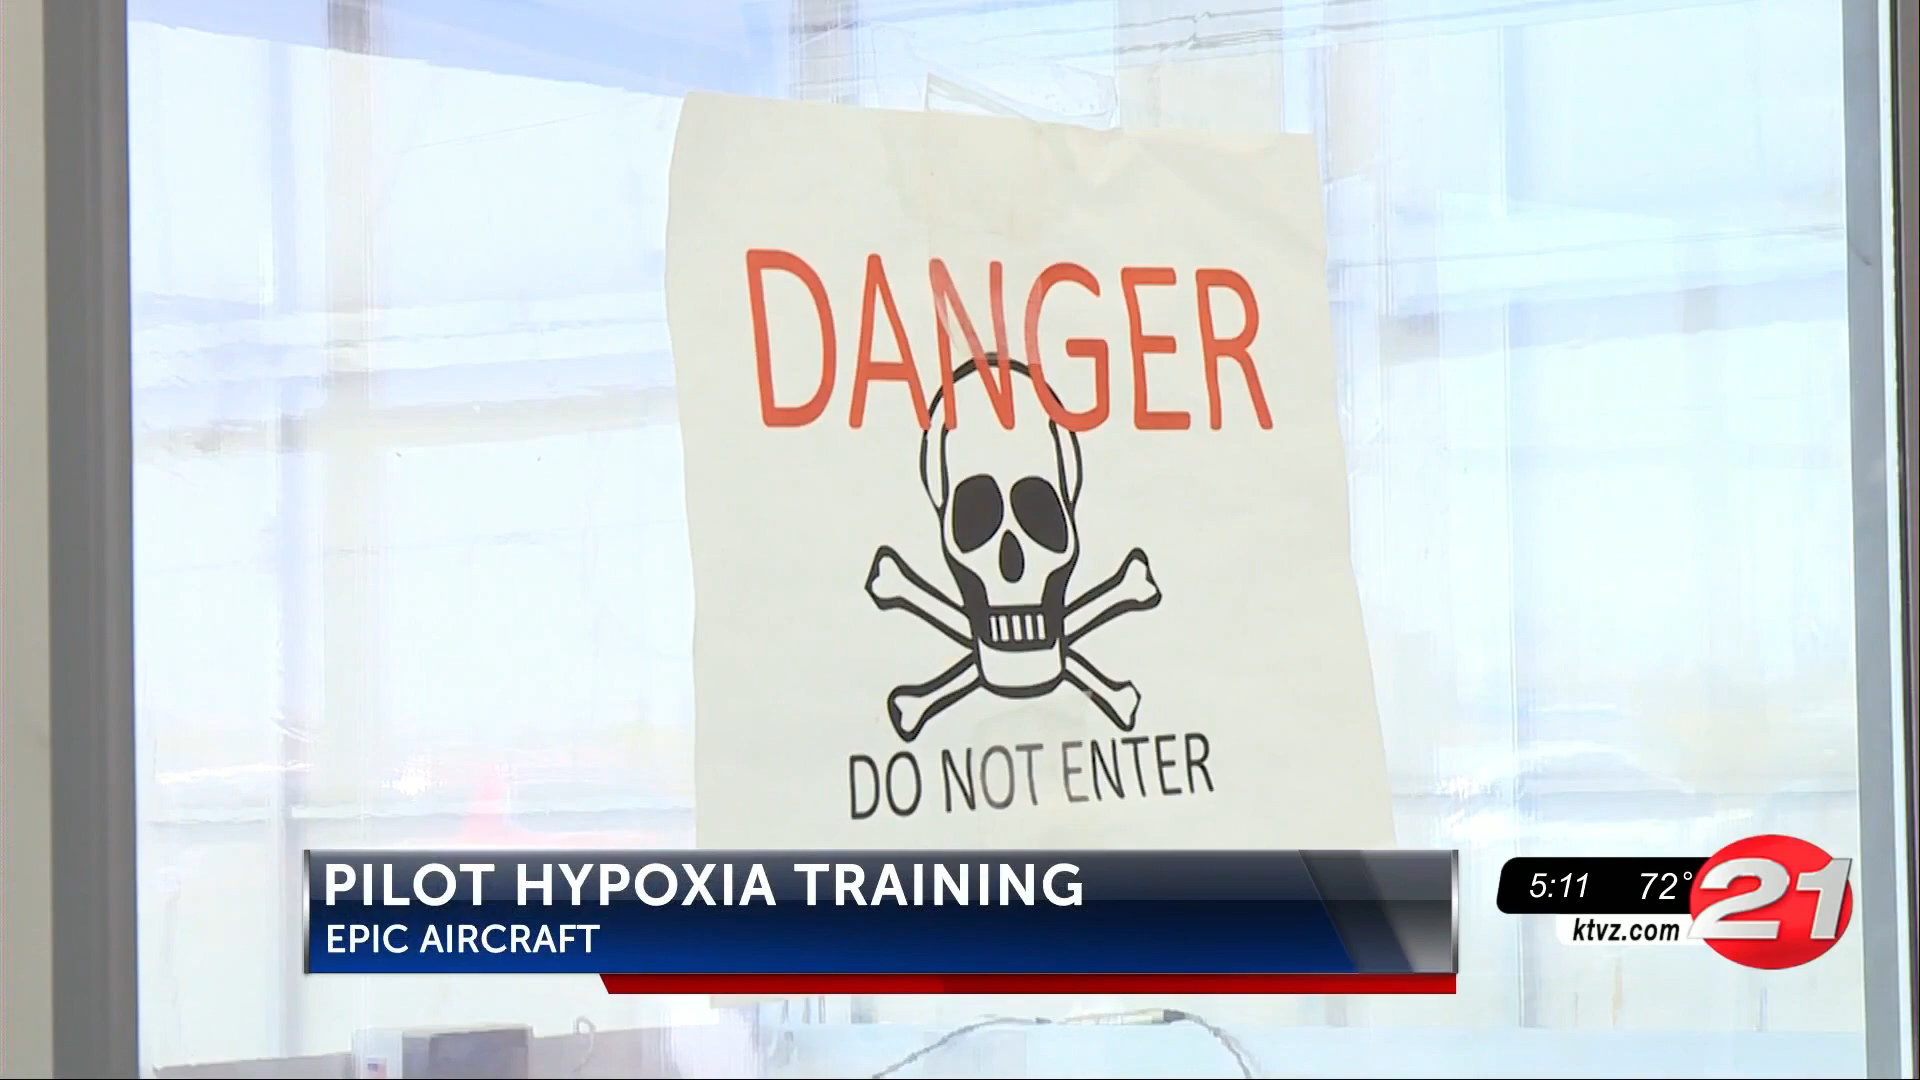 DANGER
DO NOT ENTER
PILOT HYPOXIA TRAINING
EPIC AIRCRAFT
5:11 72°
ktvz.com
21